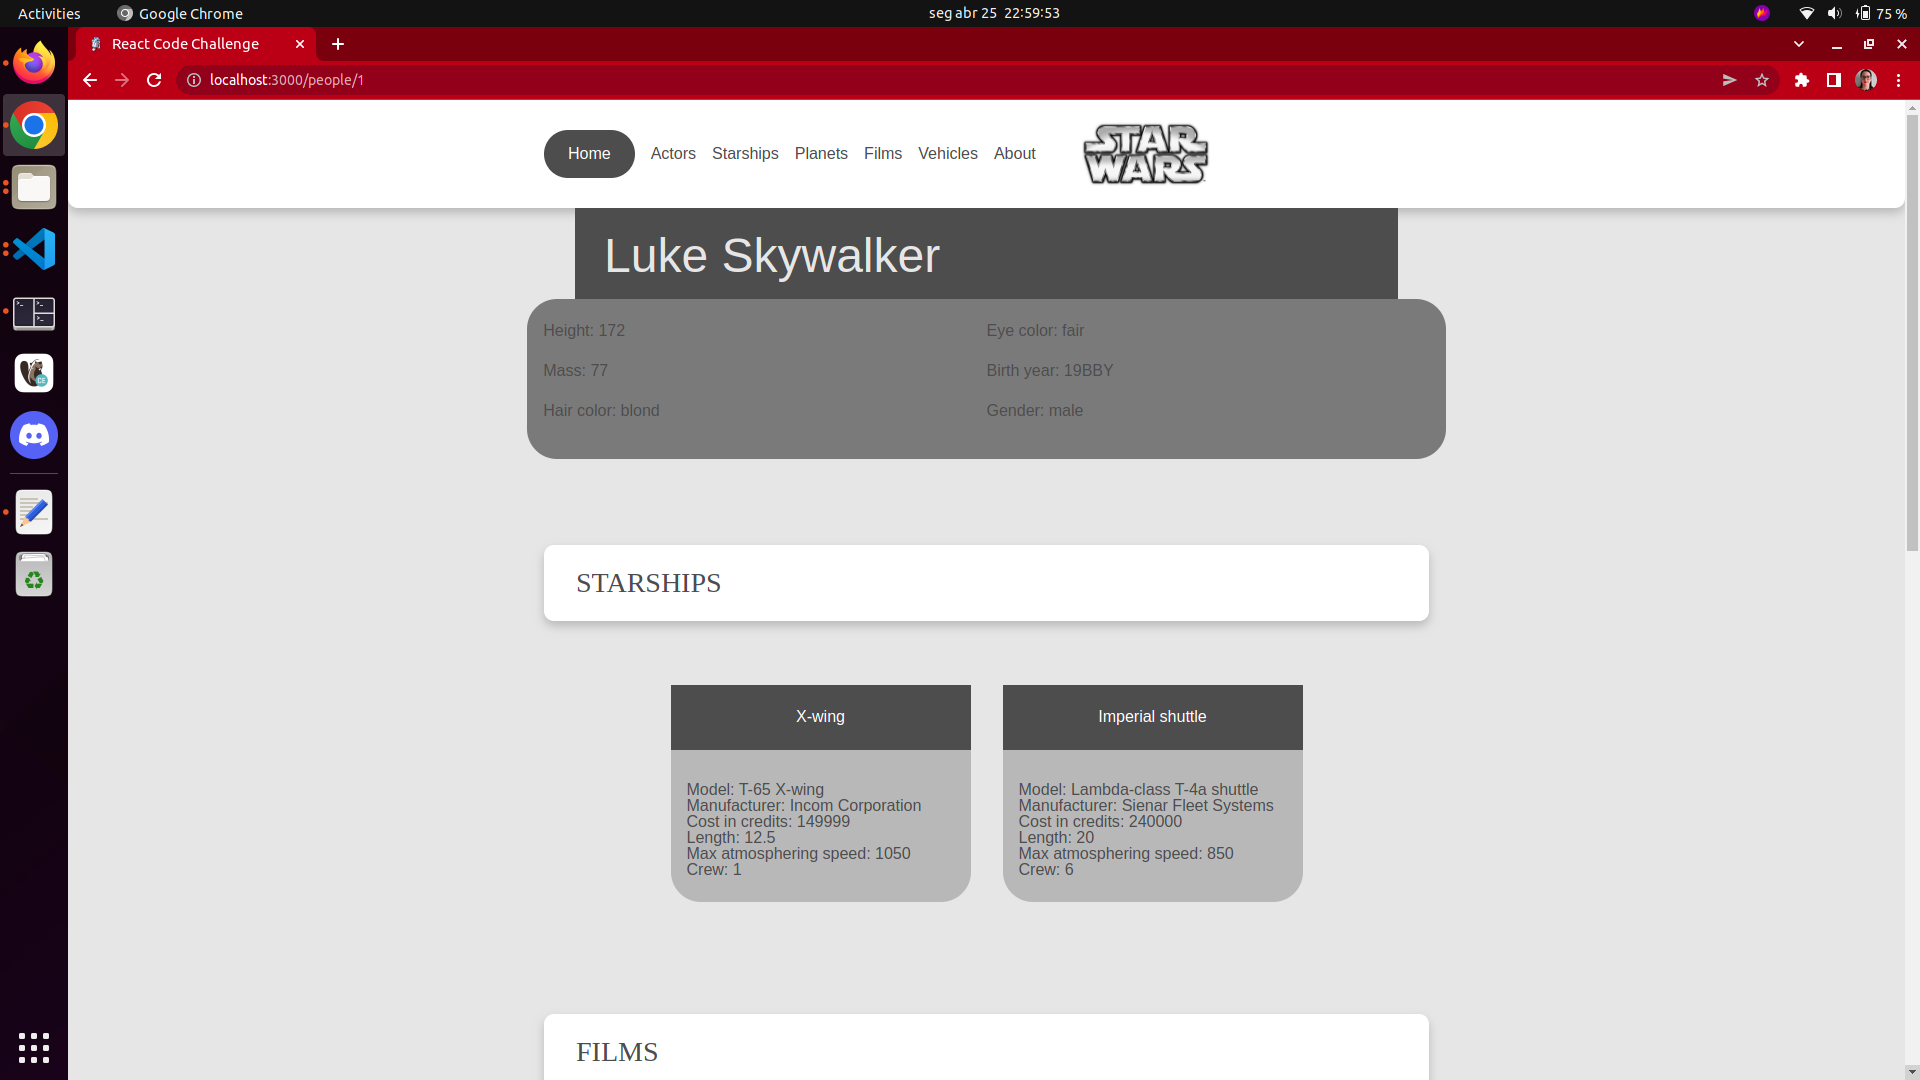 Activities
Google Chrome
seg abr 25 22:59:53
75 %
React Code Challenge
localhost:3000/people/1
Home
Actors
Starships
Planets
Films
Vehicles
About
STAR
WARS
Luke Skywalker
Height: 172
Eye color: fair
Mass: 77
Birth year: 19BBY
Hair color: blond
Gender: male
STARSHIPS
X-wing
Model: T-65 X-wing
Manufacturer: Incom Corporation
Cost in credits: 149999
Length: 12.5
Max atmosphering speed: 1050
Crew: 1
Imperial shuttle
Model: Lambda-class T-4a shuttle
Manufacturer: Sienar Fleet Systems
Cost in credits: 240000
Length: 20
Max atmosphering speed: 850
Crew: 6
FILMS